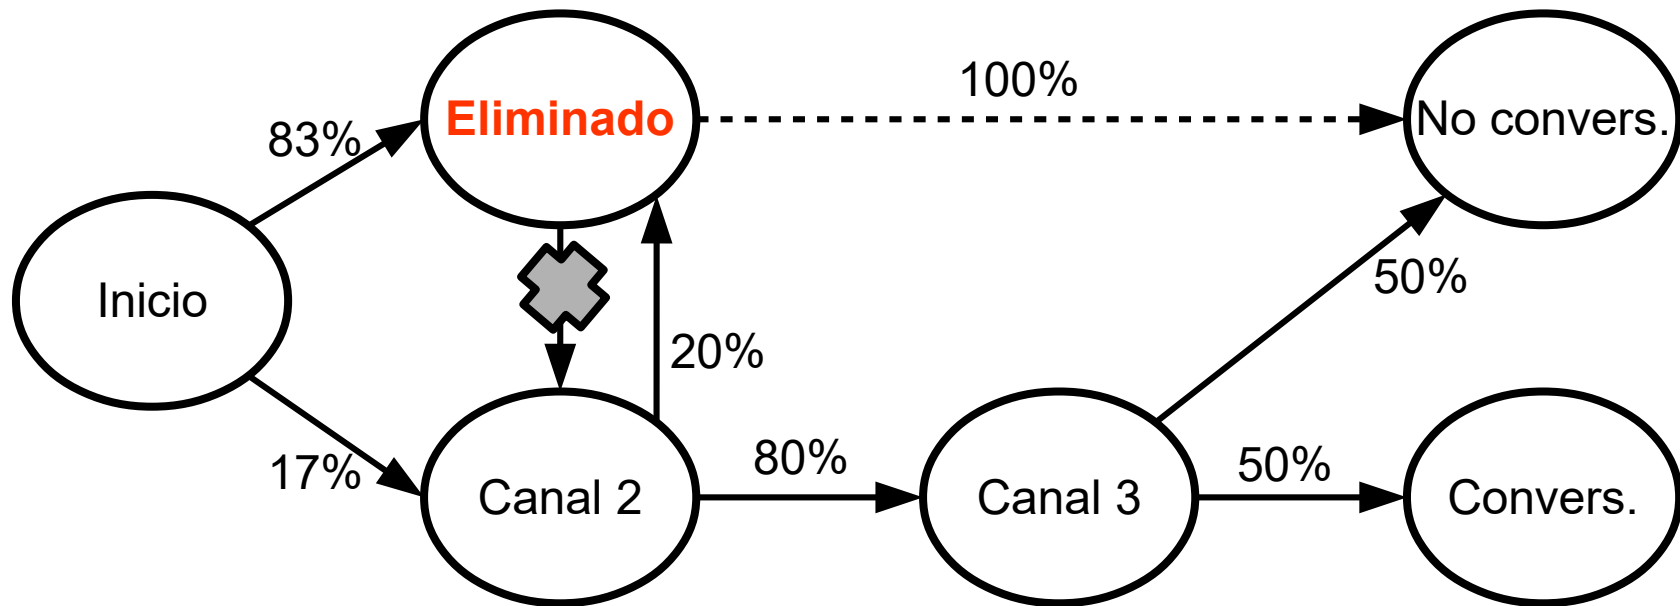 Eliminado
100%
No convers.
83%
Inicio
50%
20%
17%
Canal 2
80%
Canal 3
50%
Convers.